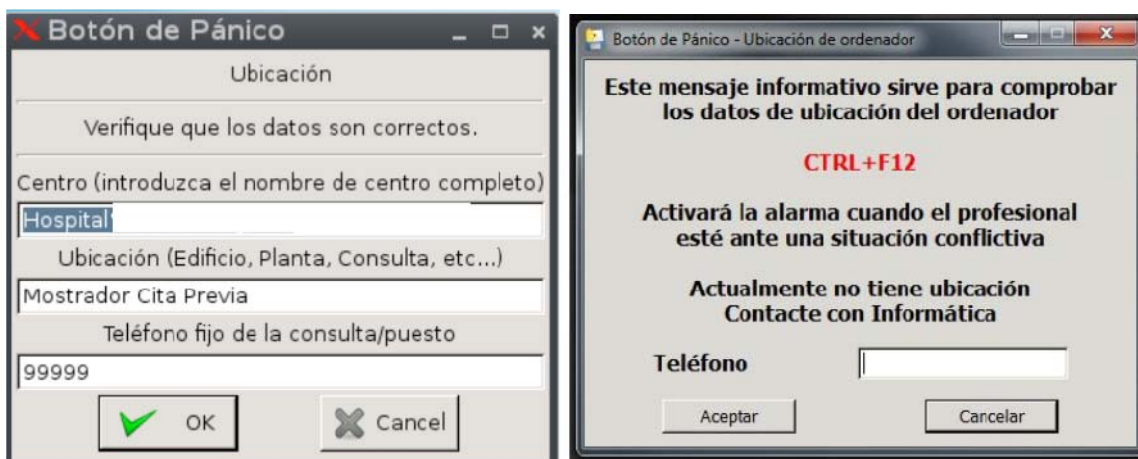 Botón de Pánico
Ubicación
Verifique que los datos son correctos.
Centro (introduzca el nombre de centro completo)
Hospital
Ubicación (Edificio, Planta, Consulta, etc...)
Mostrador Cita Previa
Teléfono fijo de la consulta/puesto
99999
OK
Cancel
Botón de Pánico - Ubicación de ordenador
Este mensaje informativo sirve para comprobar
los datos de ubicación del ordenador
CTRL+F12
Activará la alarma cuando el profesional
esté ante una situación conflictiva
Actualmente no tiene ubicación
Contacte con Informática
Teléfono
Aceptar
Cancelar